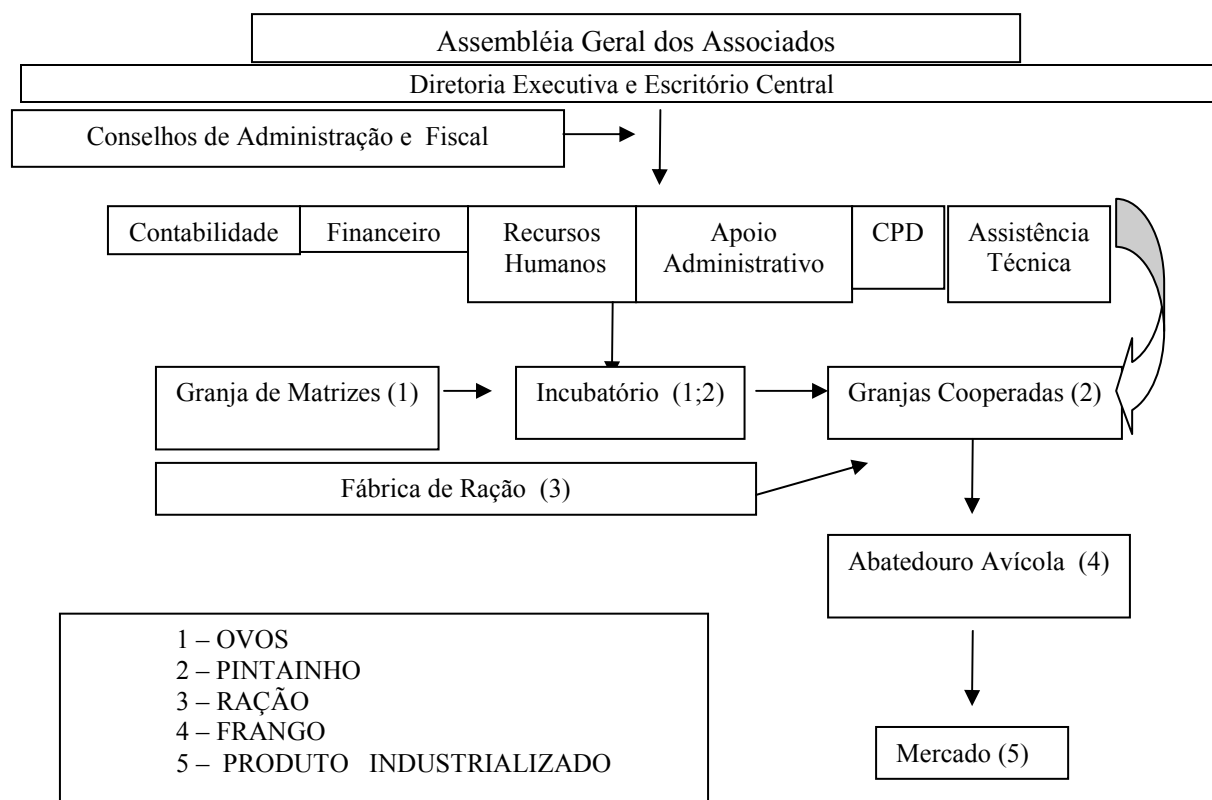 Assembléia Geral dos Associados
Diretoria Executiva e Escritório Central
Conselhos de Administração e Fiscal
Contabilidade
Financeiro
Recursos
Humanos
Apoio
Administrativo
CPD
Assistência
Técnica
Granja de Matrizes (1)
Incubatório (1;2)
Granjas Cooperadas (2)
Fábrica de Ração (3)
Abatedouro Avícola (4)
1 – OVOS
2 – PINTAINHO
3 – RAÇÃO
4 – FRANGO
5 – PRODUTO INDUSTRIALIZADO
Mercado (5)